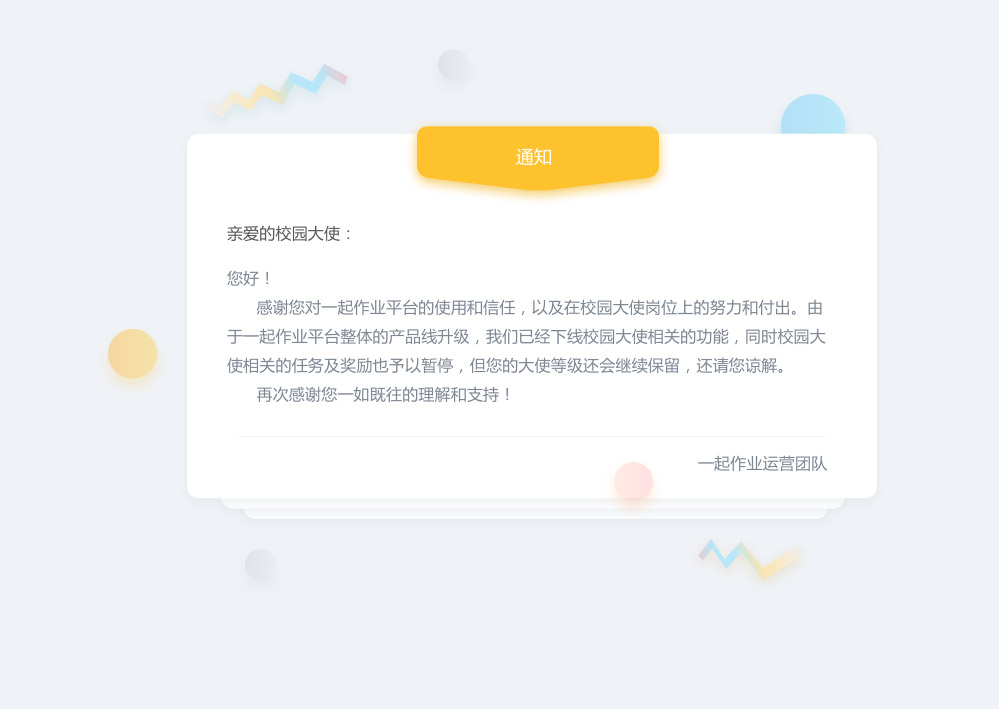 通知
亲爱的校园大使：
您好！
感谢您对一起作业平台的使用和信任，以及在校园大使岗位上的努力和付出。由
于一起作业平台整体的产品线升级，我们已经下线校园大使相关的功能，同时校园大
使相关的任务及奖励也予以暂停，但您的大使等级还会继续保留，还请您谅解。
再次感谢您一如既往的理解和支持！
一起作业运营团队